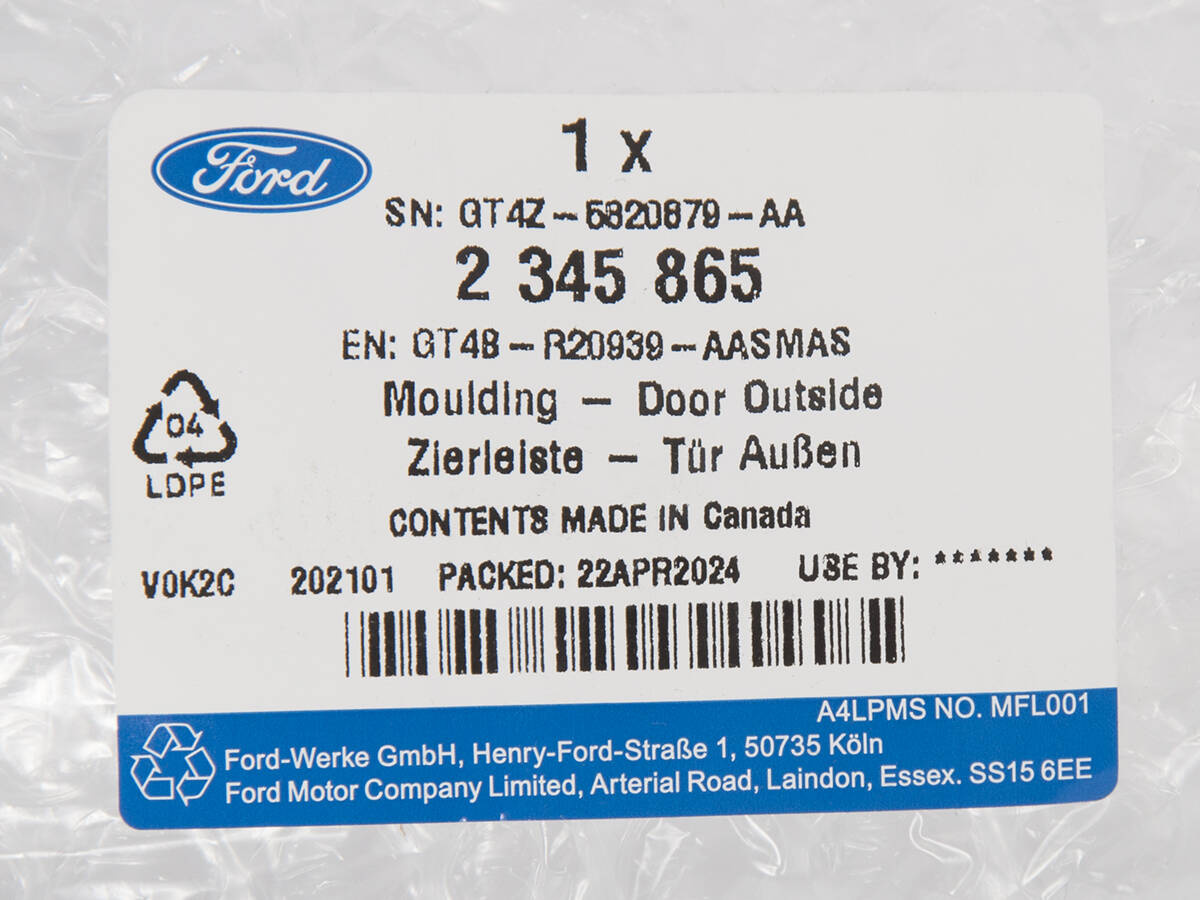 Ford
1 x
SN: GT4Z-5820879-AA
2 345 865
EN: GT4B-R20939-AASMAS
Moulding - Door Outside
Zierleiste - Tür Außen
04
LDPE
CONTENTS MADE IN Canada
V0K2C 202101 PACKED: 22APR2024 USE BY: *******
A4LPMS NO. MFL001
Ford-Werke GmbH, Henry-Ford-Straße 1, 50735 Köln
Ford Motor Company Limited, Arterial Road, Laindon, Essex. SS15 6EE